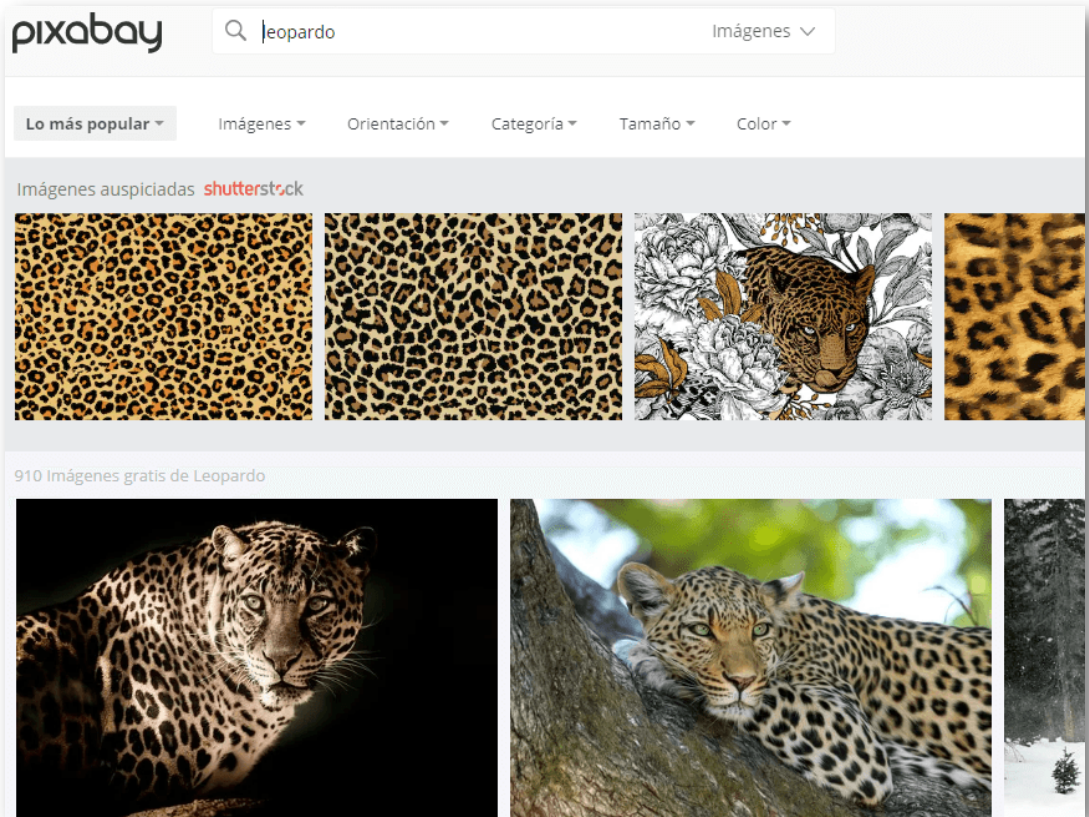 pixabay
leopardo
Imágenes
Lo más popular
Imágenes
Orientación
Categoría
Tamaño
Color
Imágenes auspiciadas shutterstock
910 Imágenes gratis de Leopardo